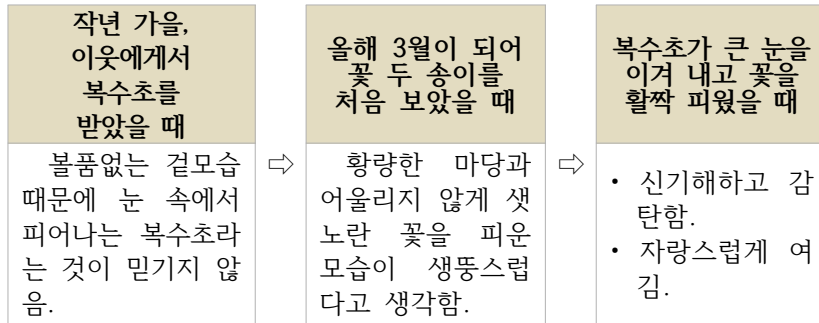 작년 가을,
이웃에게서
복수초를
받았을 때
볼품없는 겉모습
때문에 눈 속에서
피어나는 복수초라
는 것이 믿기지 않
음.
⇨
올해 3월이 되어
꽃 두 송이를
처음 보았을 때
황량한 마당과
어울리지 않게 샛
노란 꽃을 피운
모습이 생뚱스럽
다고 생각함.
⇨
복수초가 큰 눈을
이겨 내고 꽃을
활짝 피웠을 때
• 신기해하고 감
탄함.
• 자랑스럽게 여
김.